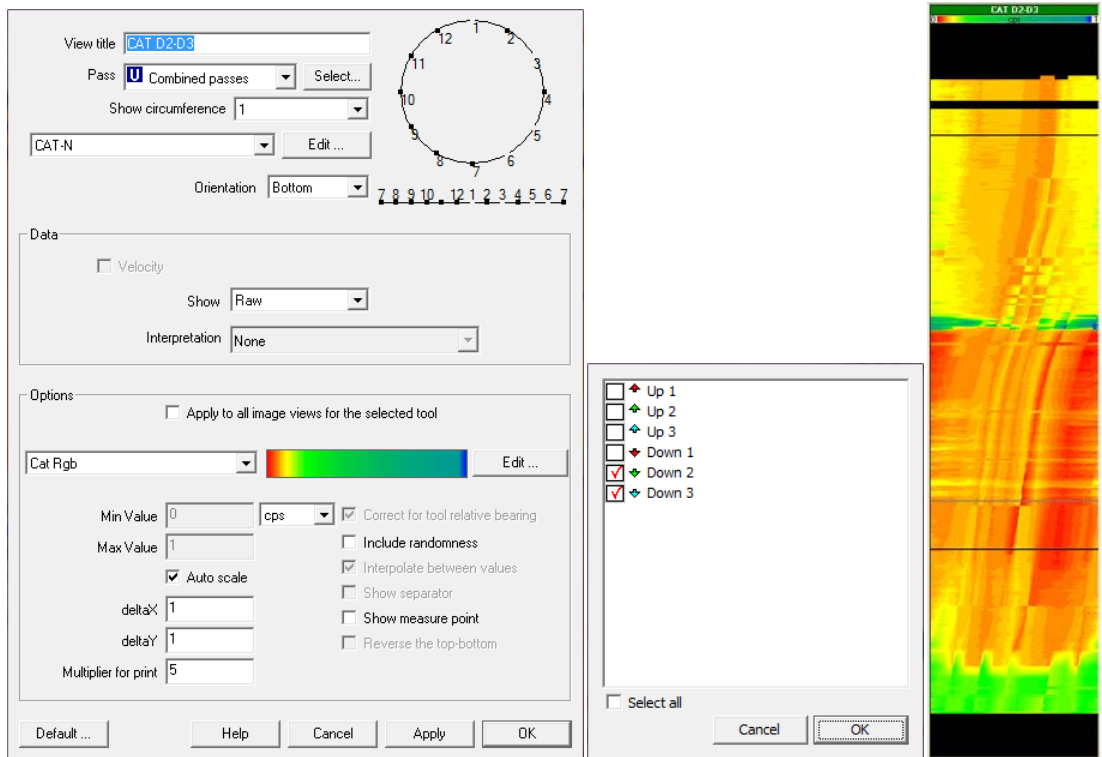 View title CAT D2-D3
Pass U Combined passes Select...
Show circumference 1
CAT-N Edit ...
Orientation Bottom
12 1 2
11 3
10 4
9 5
8 7 6
7 8 9 10 12 1 2 3 4 5 6 7
Data
Velocity
Show Raw
Interpretation None
Options
Apply to all image views for the selected tool
Cat Rgb Edit ...
Min Value 0 cps Correct for tool relative bearing
Max Value 1 Include randomness
Auto scale Interpolate between values
Show separator
deltaX 1 Show measure point
deltaY 1 Reverse the top-bottom
Multiplier for print 5
Default ... Help Cancel Apply OK
Up 1
Up 2
Up 3
Down 1
Down 2
Down 3
Select all
Cancel OK
CAT D2-D3
cps